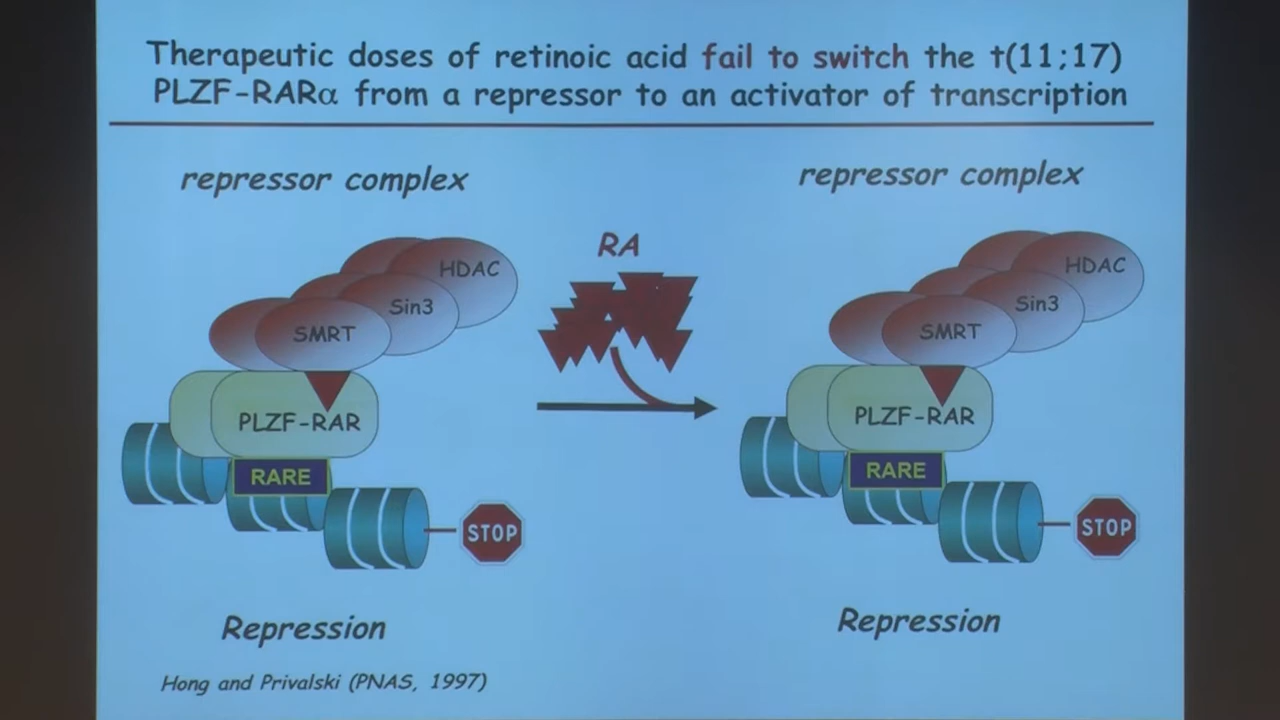 Therapeutic doses of retinoic acid fail to switch the t(11;17)
PLZF-RARα from a repressor to an activator of transcription
repressor complex
repressor complex
RA
HDAC
Sin3
SMRT
PLZF-RAR
RARE
STOP
HDAC
Sin3
SMRT
PLZF-RAR
RARE
STOP
Repression
Repression
Hong and Privalski (PNAS, 1997)